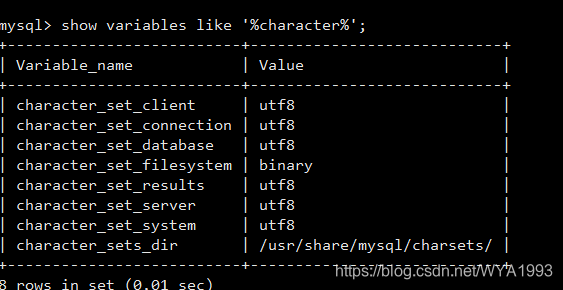 mysql> show variables like '%character%';
+--------------------------+----------------------------+
| Variable_name | Value |
+--------------------------+----------------------------+
| character_set_client | utf8 |
| character_set_connection | utf8 |
| character_set_database | utf8 |
| character_set_filesystem | binary |
| character_set_results | utf8 |
| character_set_server | utf8 |
| character_set_system | utf8 |
| character_sets_dir | /usr/share/mysql/charsets/ |
+--------------------------+----------------------------+
https://blog.csdn.net/WYA1993
8 rows in set (0.01 sec)